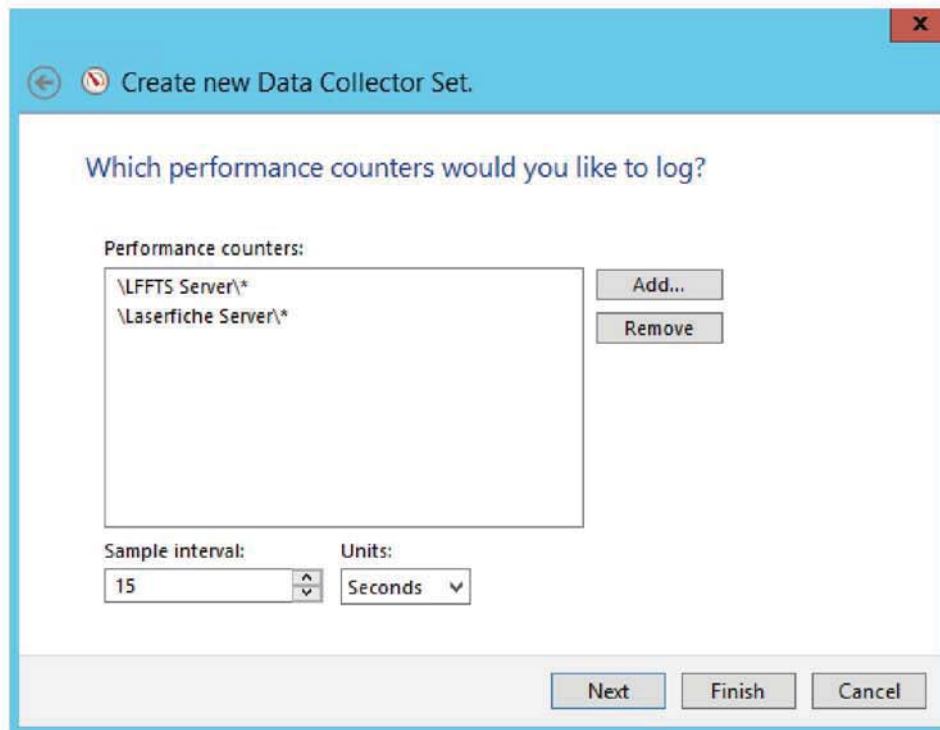 X
Create new Data Collector Set.
Which performance counters would you like to log?
Performance counters:
\LFFTS Server\*
\Laserfiche Server\*
Add...
Remove
Sample interval:
Units:
15
Seconds
Next
Finish
Cancel